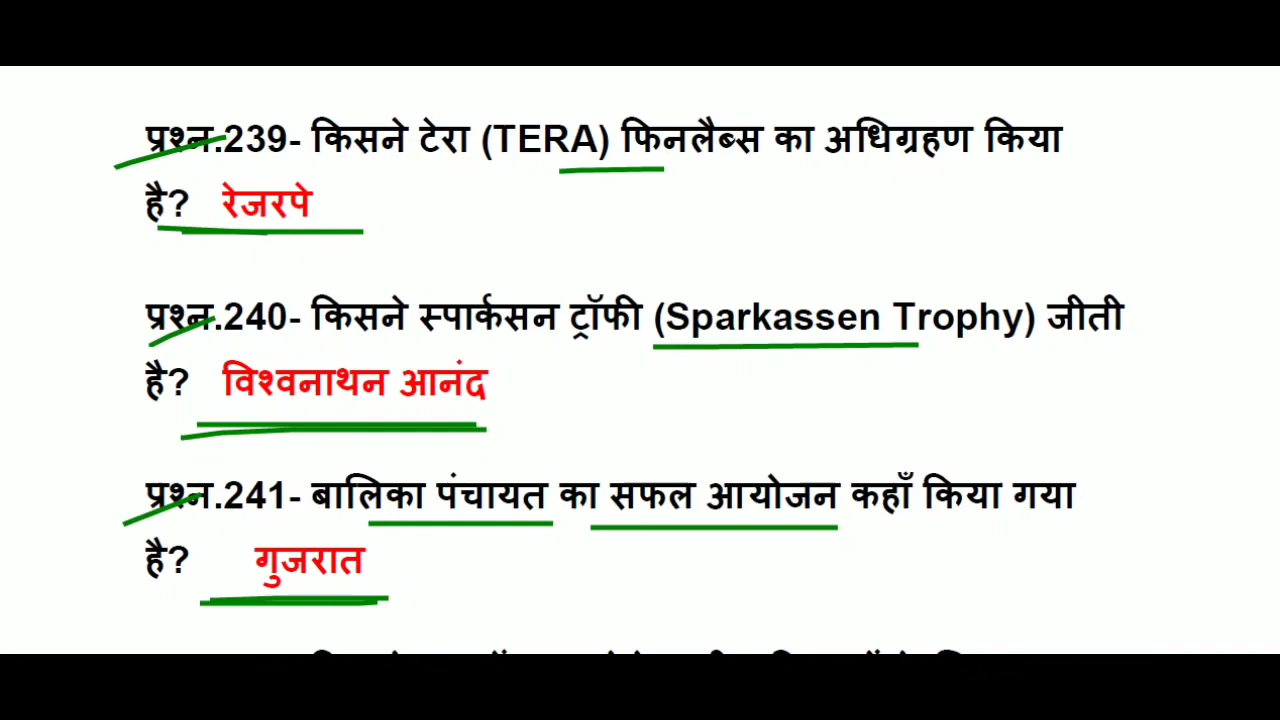 प्रश्न.239- किसने टेरा (TERA) फिनलैब्स का अधिग्रहण किया
है? रेजरपे
प्रश्न.240- किसने स्पार्कसन ट्रॉफी (Sparkassen Trophy) जीती
है? विश्वनाथन आनंद
प्रश्न.241- बालिका पंचायत का सफल आयोजन कहाँ किया गया
है? गुजरात